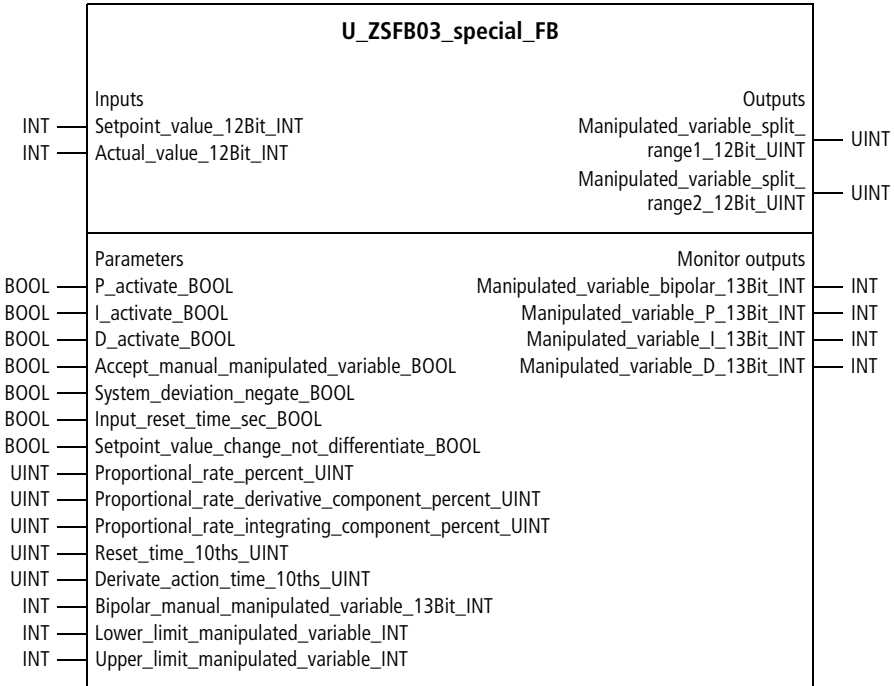 U_ZSFB03_special_FB
Inputs Outputs
INT Setpoint_value_12Bit_INT Manipulated_variable_split_
range1_12Bit_UINT UINT
INT Actual_value_12Bit_INT
Manipulated_variable_split_
range2_12Bit_UINT UINT
Parameters Monitor outputs
BOOL P_activate_BOOL Manipulated_variable_bipolar_13Bit_INT INT
BOOL I_activate_BOOL Manipulated_variable_P_13Bit_INT INT
BOOL D_activate_BOOL Manipulated_variable_I_13Bit_INT INT
BOOL Accept_manual_manipulated_variable_BOOL Manipulated_variable_D_13Bit_INT INT
BOOL System_deviation_negate_BOOL
BOOL Input_reset_time_sec_BOOL
BOOL Setpoint_value_change_not_differentiate_BOOL
UINT Proportional_rate_percent_UINT
UINT Proportional_rate_derivative_component_percent_UINT
UINT Proportional_rate_integrating_component_percent_UINT
UINT Reset_time_10ths_UINT
UINT Derivate_action_time_10ths_UINT
INT Bipolar_manual_manipulated_variable_13Bit_INT
INT Lower_limit_manipulated_variable_INT
INT Upper_limit_manipulated_variable_INT